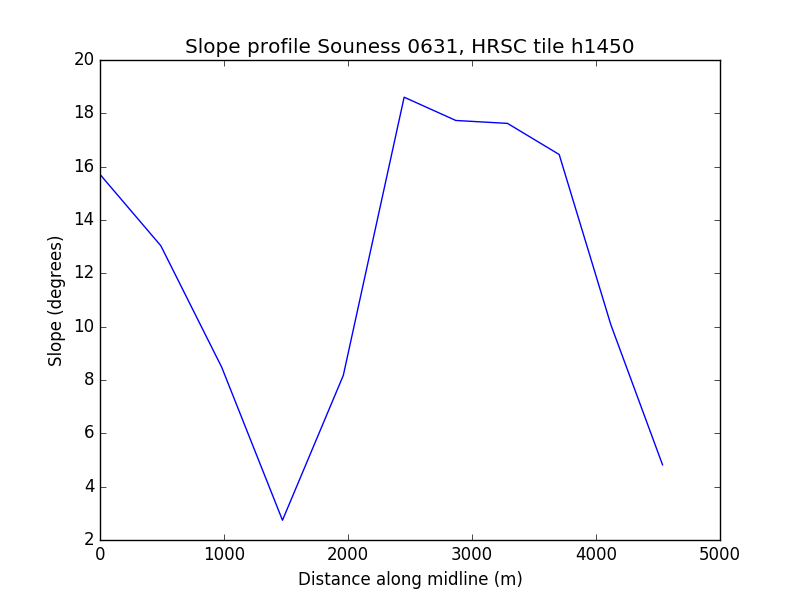 Slope profile Souness 0631, HRSC tile h1450
20
18
16
14
12
10
8
6
4
2
Slope (degrees)
0 1000 2000 3000 4000 5000
Distance along midline (m)